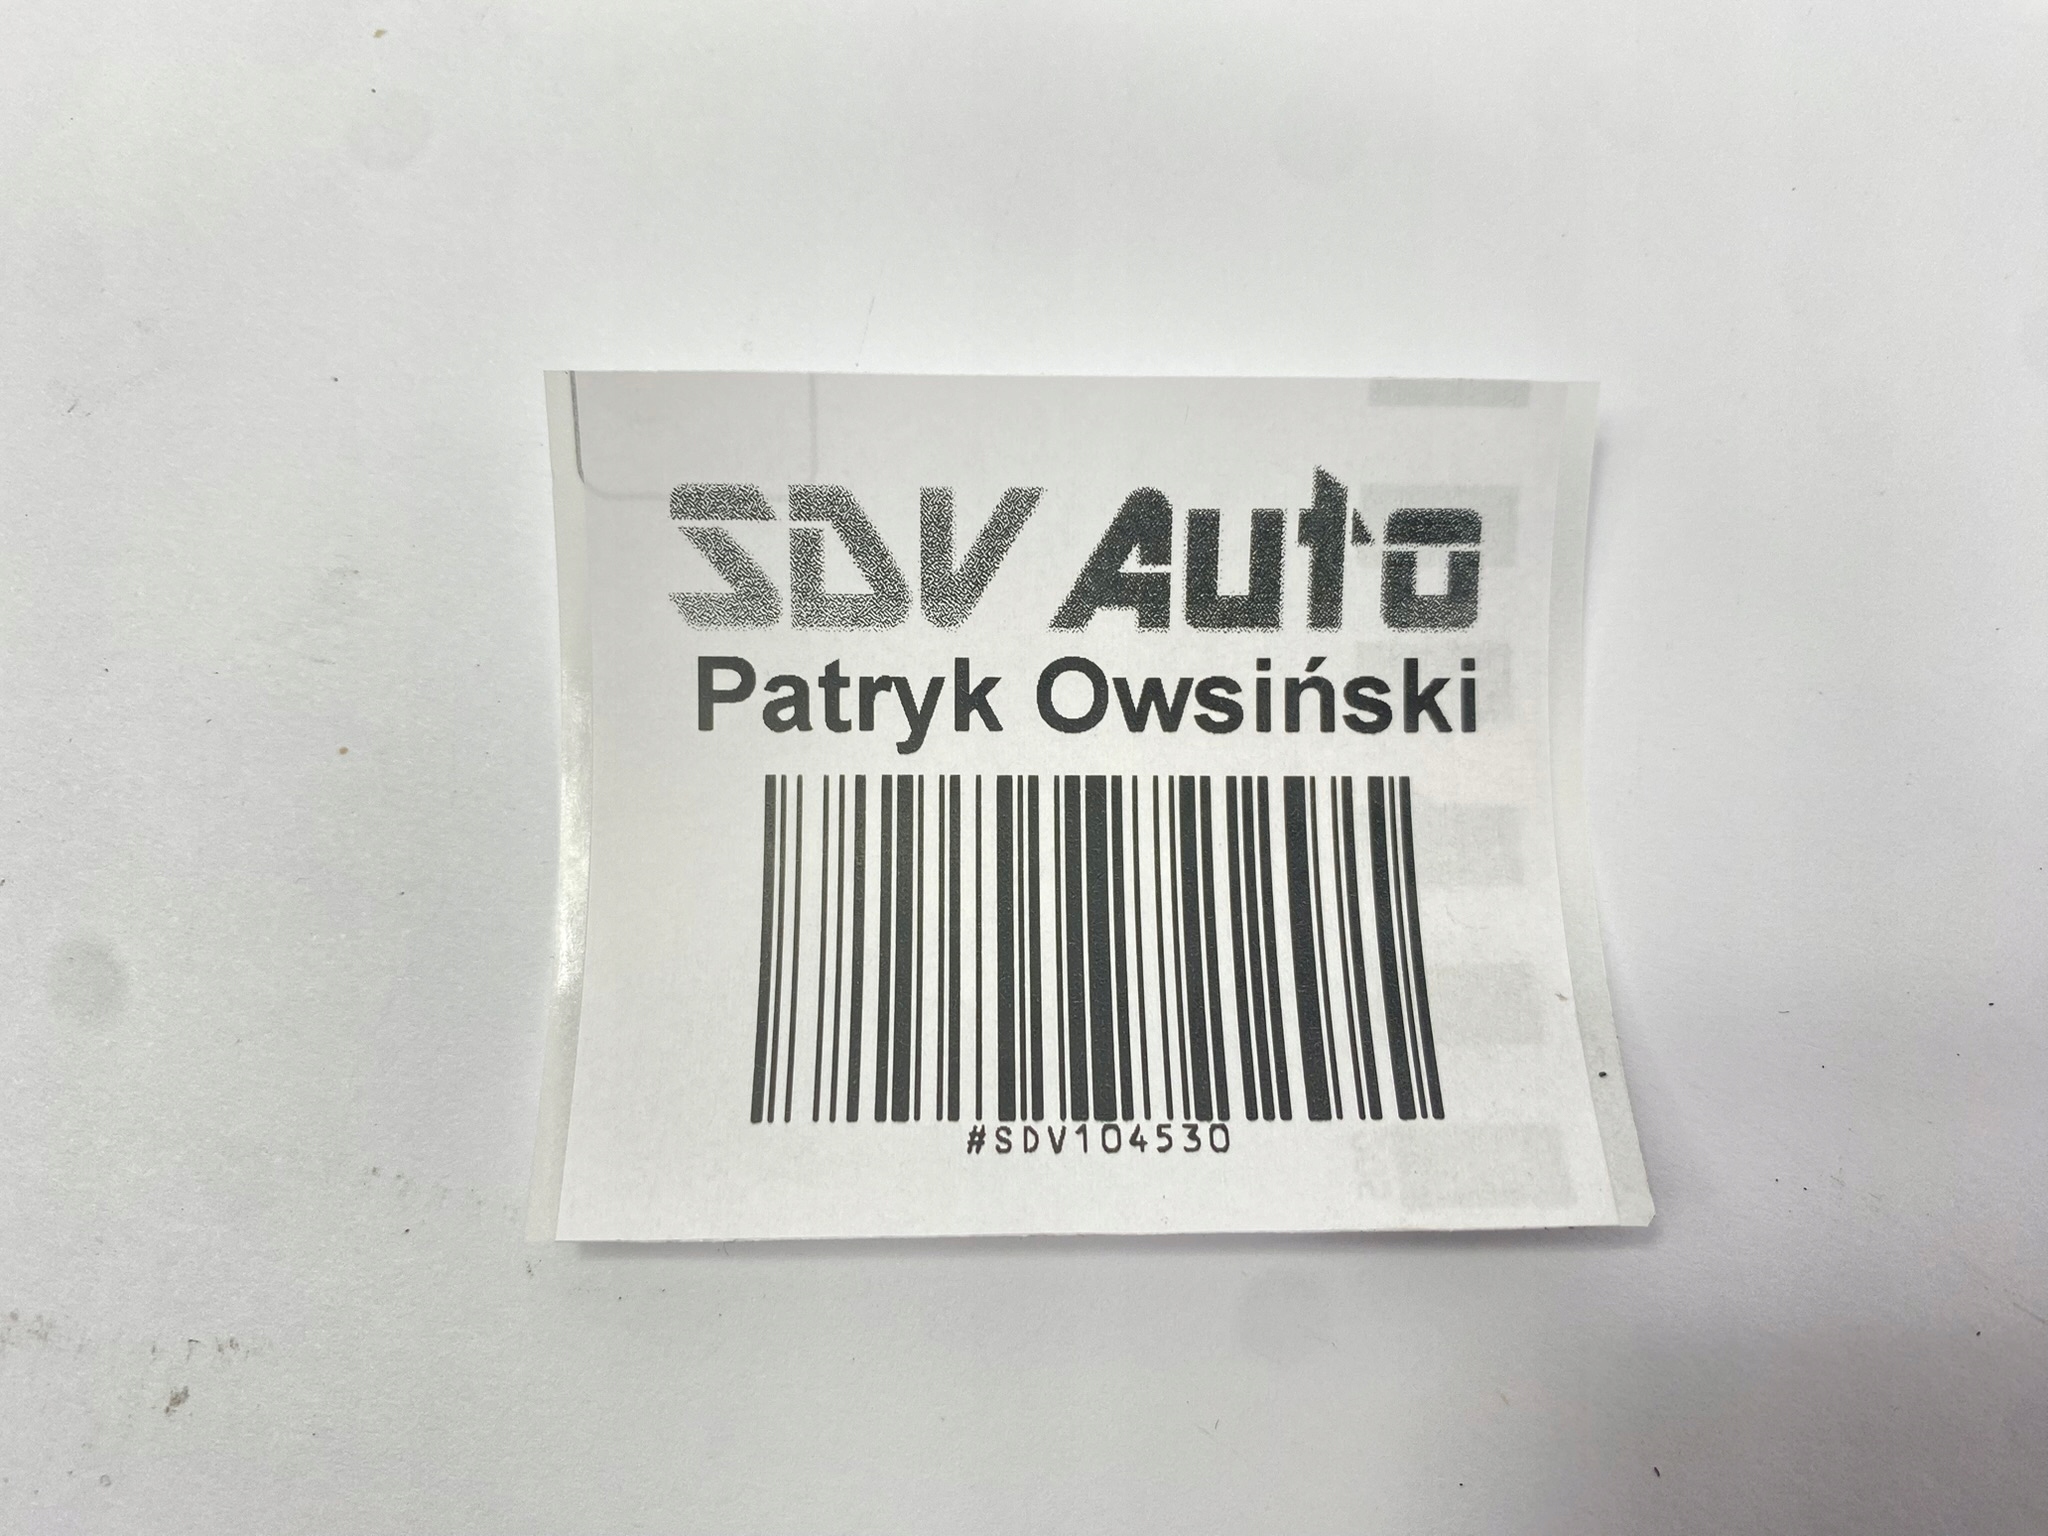 SDV Auto
Patryk Owsiński
#SDV104530